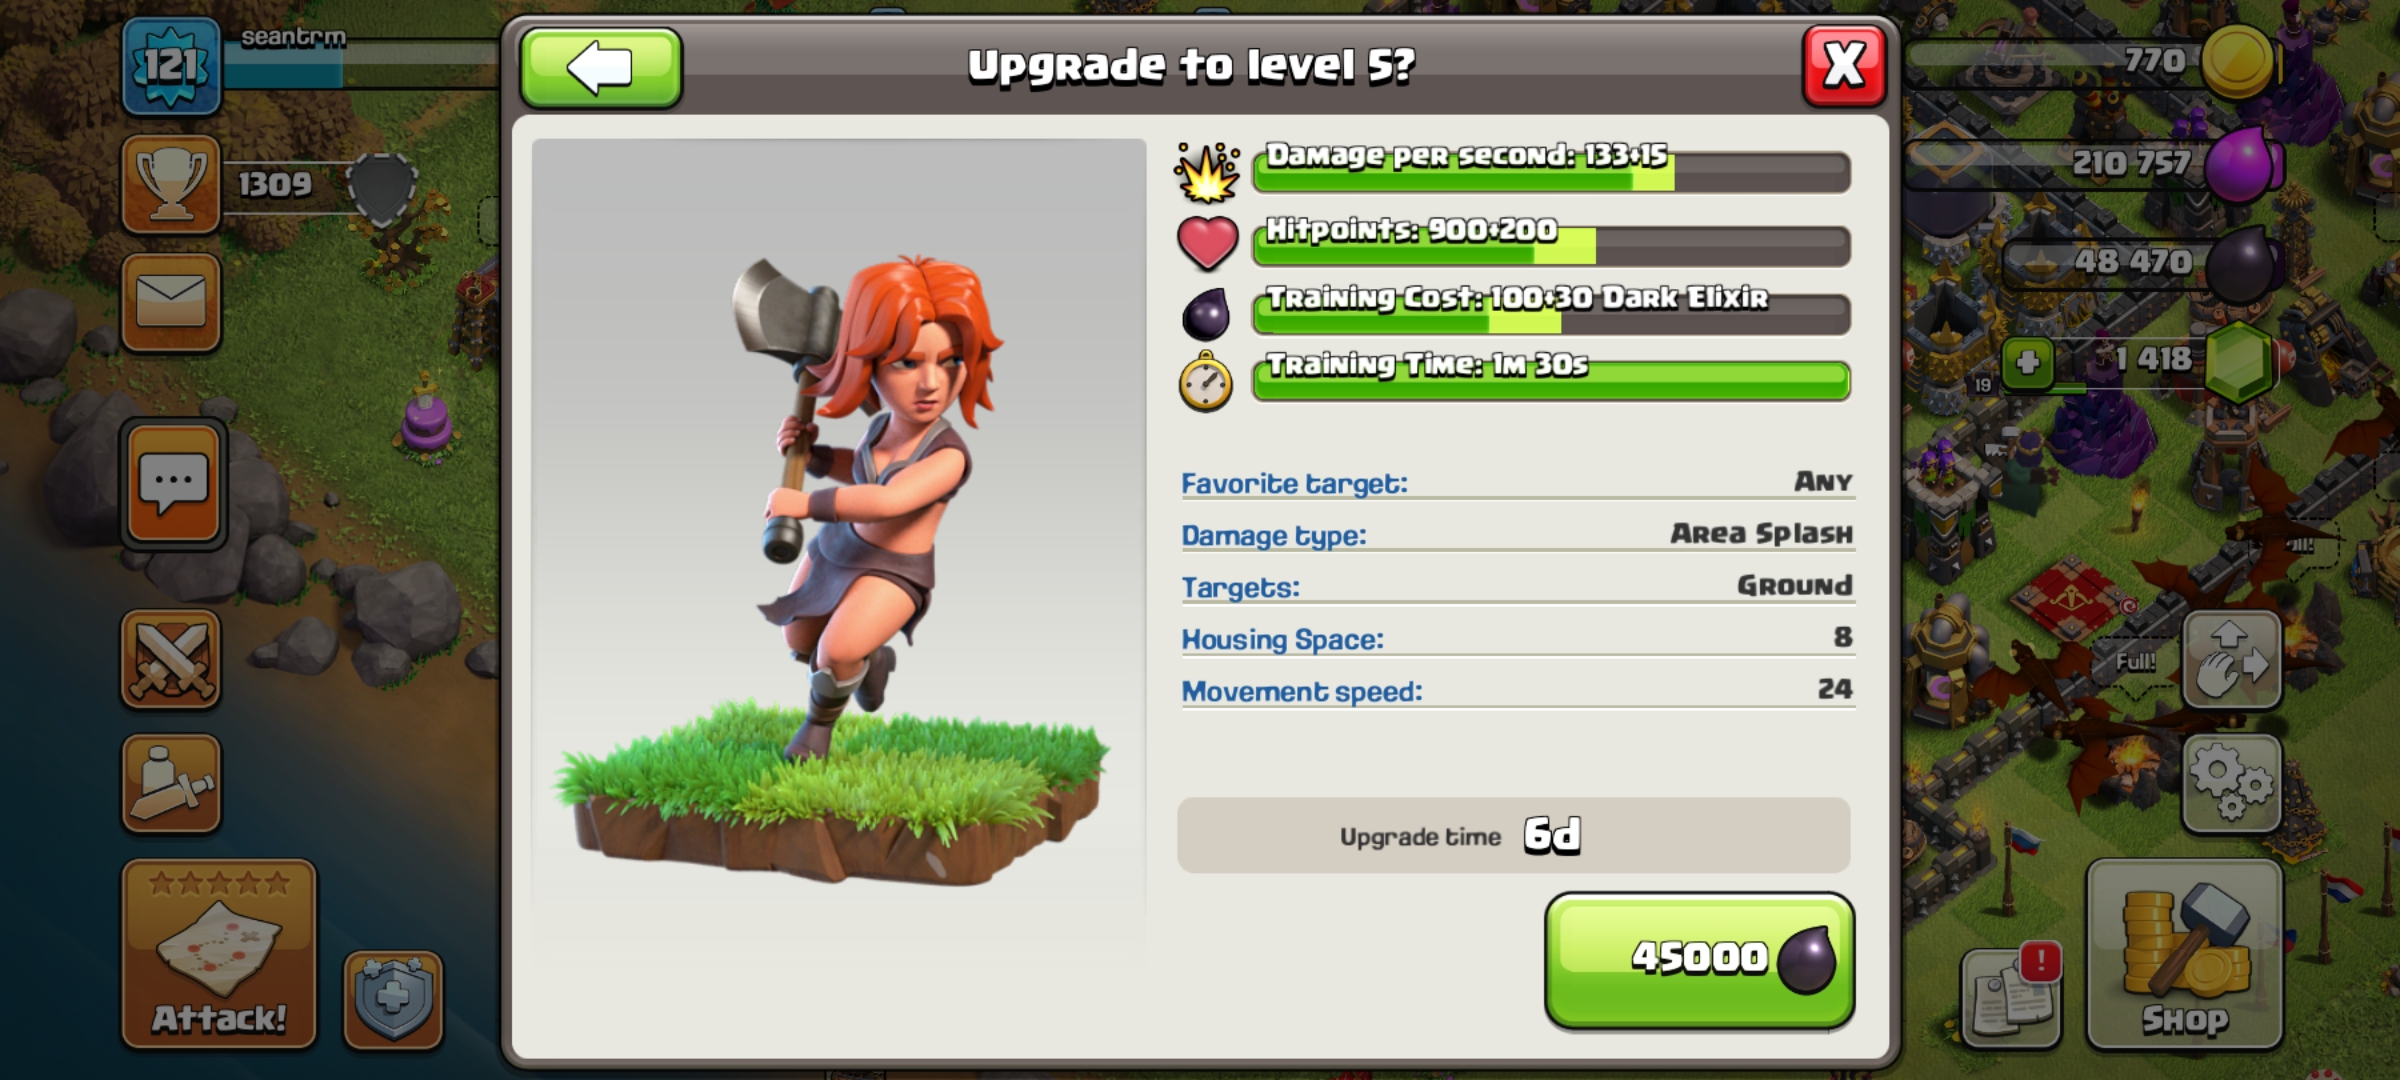 121
seantrm
1309
Attack!
Upgrade to level 5?
X
Damage per second: 133+15
Hitpoints: 900+200
Training Cost: 100+30 Dark Elixir
Training Time: 1m 30s
Favorite target: Any
Damage type: Area Splash
Targets: Ground
Housing Space: 8
Movement speed: 24
Upgrade time 6d
45000
770
210 757
48 470
+
1 418
19
Full!
!
Shop